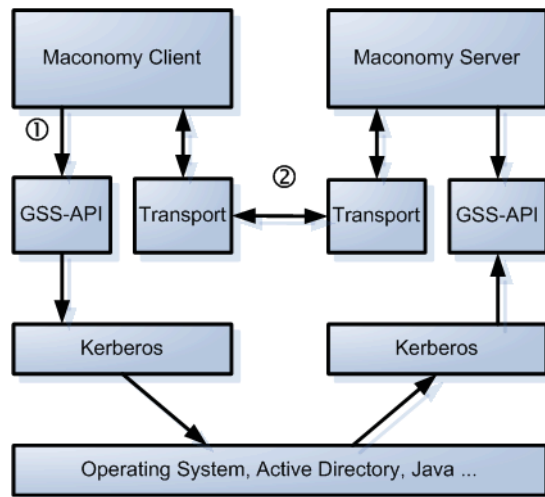 Maconomy Client
Maconomy Server
①
②
GSS-API
Transport
Transport
GSS-API
Kerberos
Kerberos
Operating System, Active Directory, Java ...